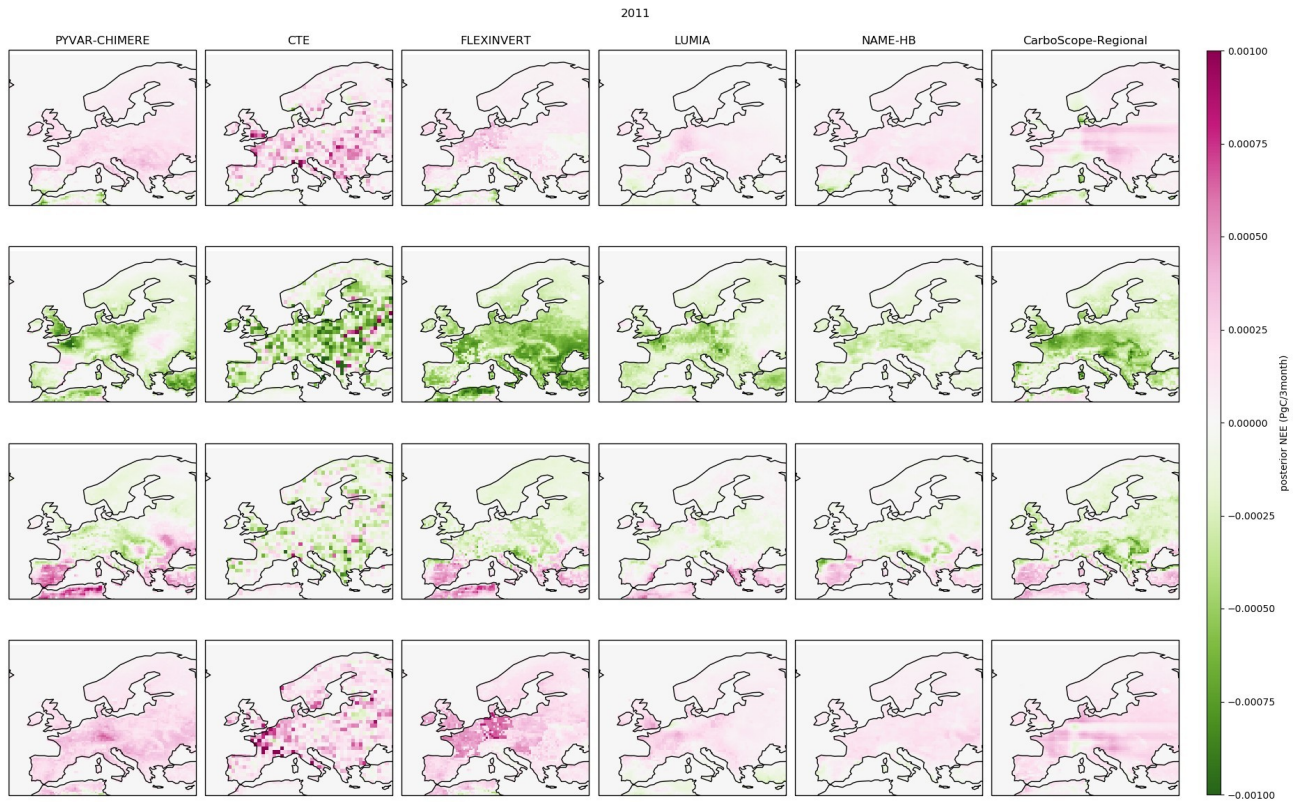 2011
PYVAR-CHIMERE
CTE
FLEXINVERT
LUMIA
NAME-HB
CarboScope-Regional
0.00100
0.00075
0.00050
0.00025
0.00000
−0.00025
−0.00050
−0.00075
−0.00100
posterior NEE (PgC/3month)